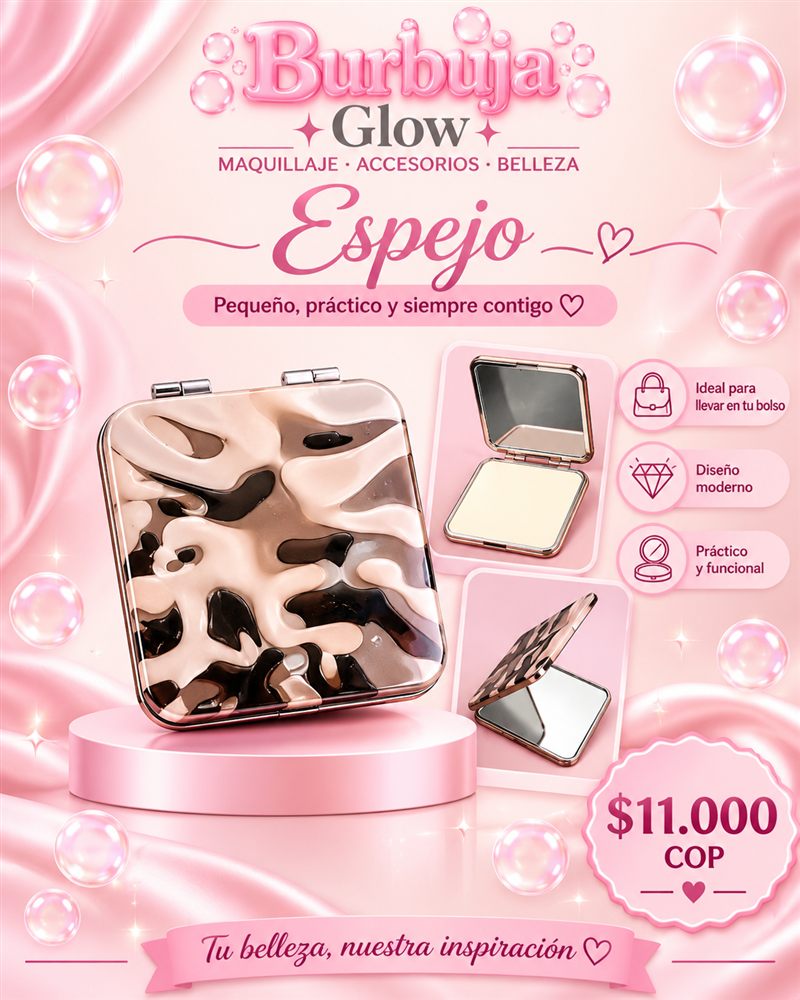 Burbuja
Glow
MAQUILLAJE · ACCESORIOS · BELLEZA
Espejo
Pequeño, práctico y siempre contigo ♡
Ideal para
llevar en tu bolso
Diseño
moderno
Práctico
y funcional
$11.000
COP
Tu belleza, nuestra inspiración ♡